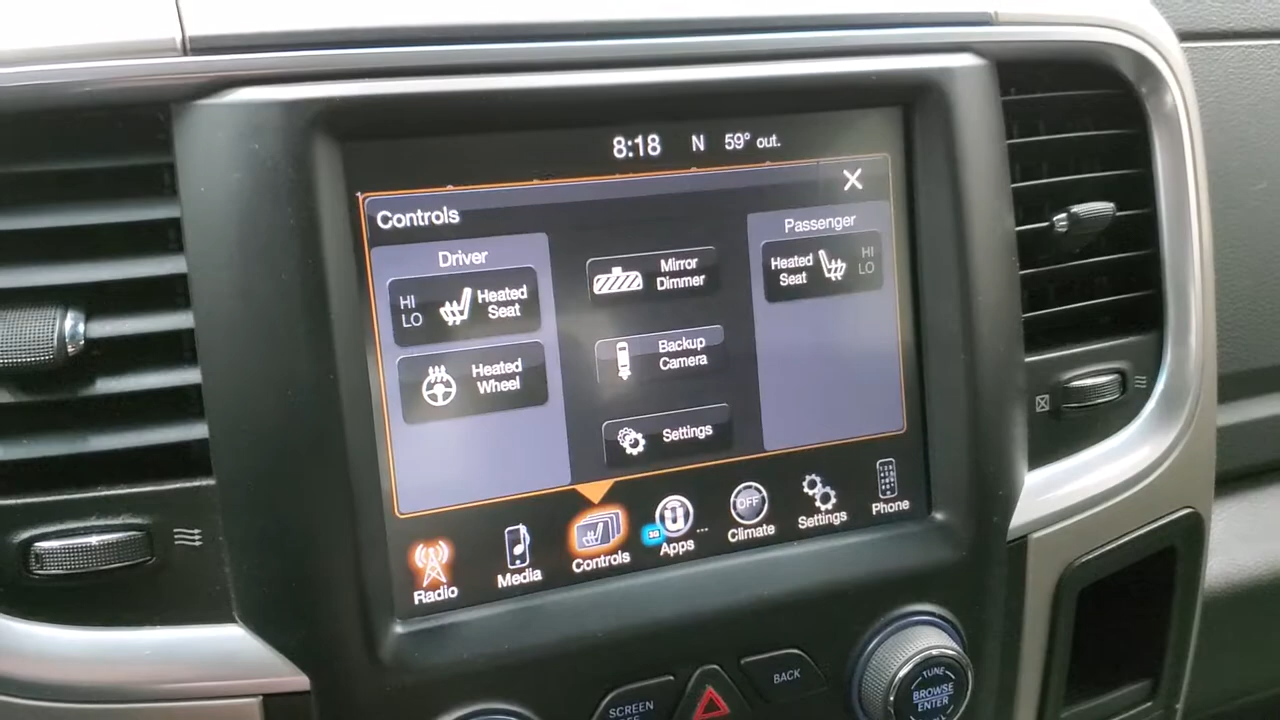 8:18 N 59° out.
Controls
Driver
HI
LO
Heated
Seat
Heated
Wheel
Mirror
Dimmer
Backup
Camera
Settings
Passenger
Heated
Seat
HI
LO
Radio
Media
Controls
3G
Apps
...
OFF
Climate
Settings
Phone
SCREEN
BACK
TUNE
BROWSE
ENTER